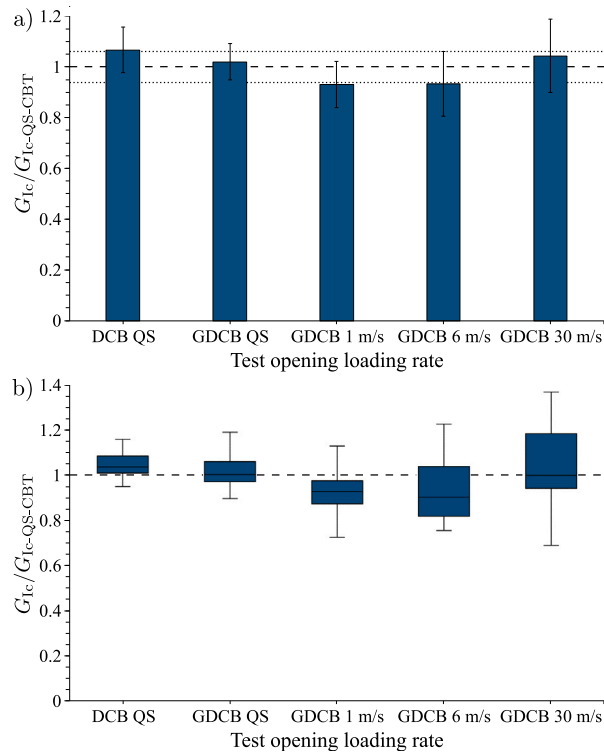 a)
1.2
1
0.8
0.6
0.4
0.2
0
G_Ic/G_Ic-QS-CBT
DCB QS GDCB QS GDCB 1 m/s GDCB 6 m/s GDCB 30 m/s
Test opening loading rate
b)
1.4
1.2
1
0.8
0.6
0.4
0.2
0
G_Ic/G_Ic-QS-CBT
DCB QS GDCB QS GDCB 1 m/s GDCB 6 m/s GDCB 30 m/s
Test opening loading rate